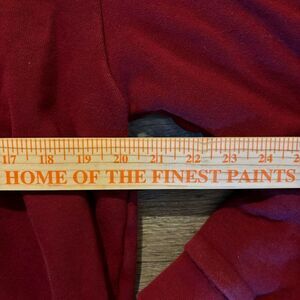 17 18 19 20 21 22 23 24
HOME OF THE FINEST PAINTS